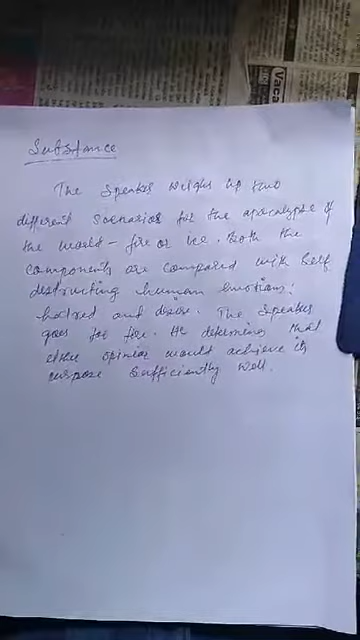 Substance
The Speaker weighs up two
different scenarios for the apocalypse of
the world - fire or ice. Both the
components are compared with self
destructing human emotions:
hatred and desire. The Speaker
goes for fire. He determines that
either opinion would achieve its
purpose sufficiently well.
Vaca